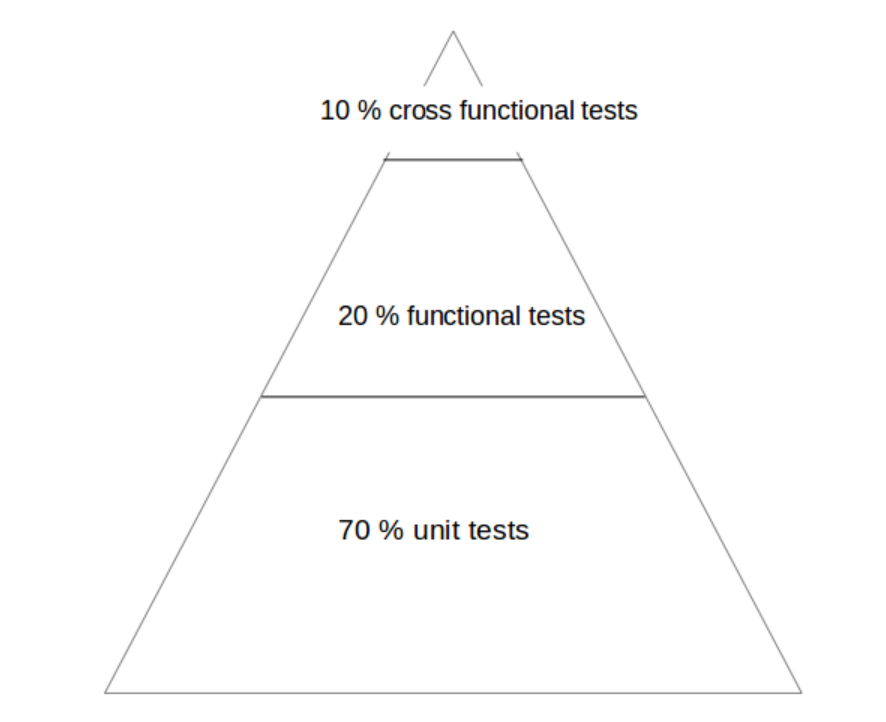 10 % cross functional tests
20 % functional tests
70 % unit tests